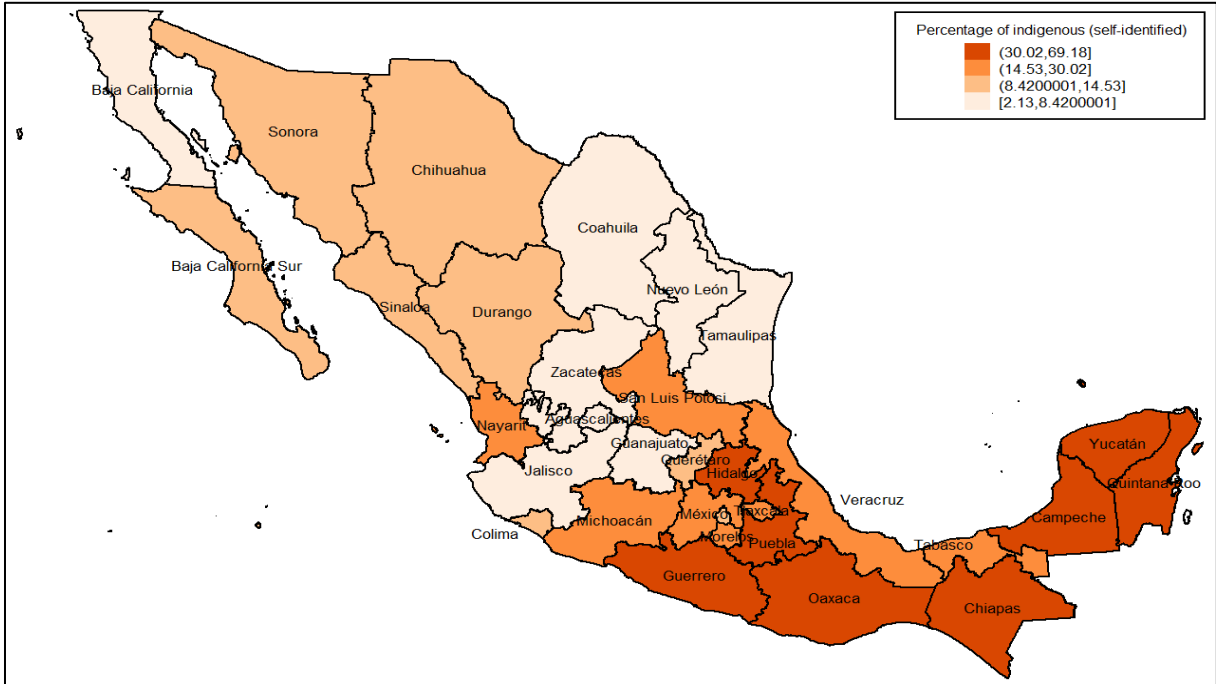 Percentage of indigenous (self-identified)
(30.02,69.18]
(14.53,30.02]
(8.4200001,14.53]
[2.13,8.4200001]
Baja California
Sonora
Chihuahua
Coahuila
Baja California Sur
Nuevo León
Sinaloa
Durango
Tamaulipas
Zacatecas
San Luis Potosí
Aguascalientes
Nayarit
Guanajuato
Yucatán
Querétaro
Jalisco
Hidalgo
Quintana Roo
Veracruz
Tlaxcala
México
Michoacán
Campeche
Colima
Morelos
Puebla
Tabasco
Guerrero
Oaxaca
Chiapas